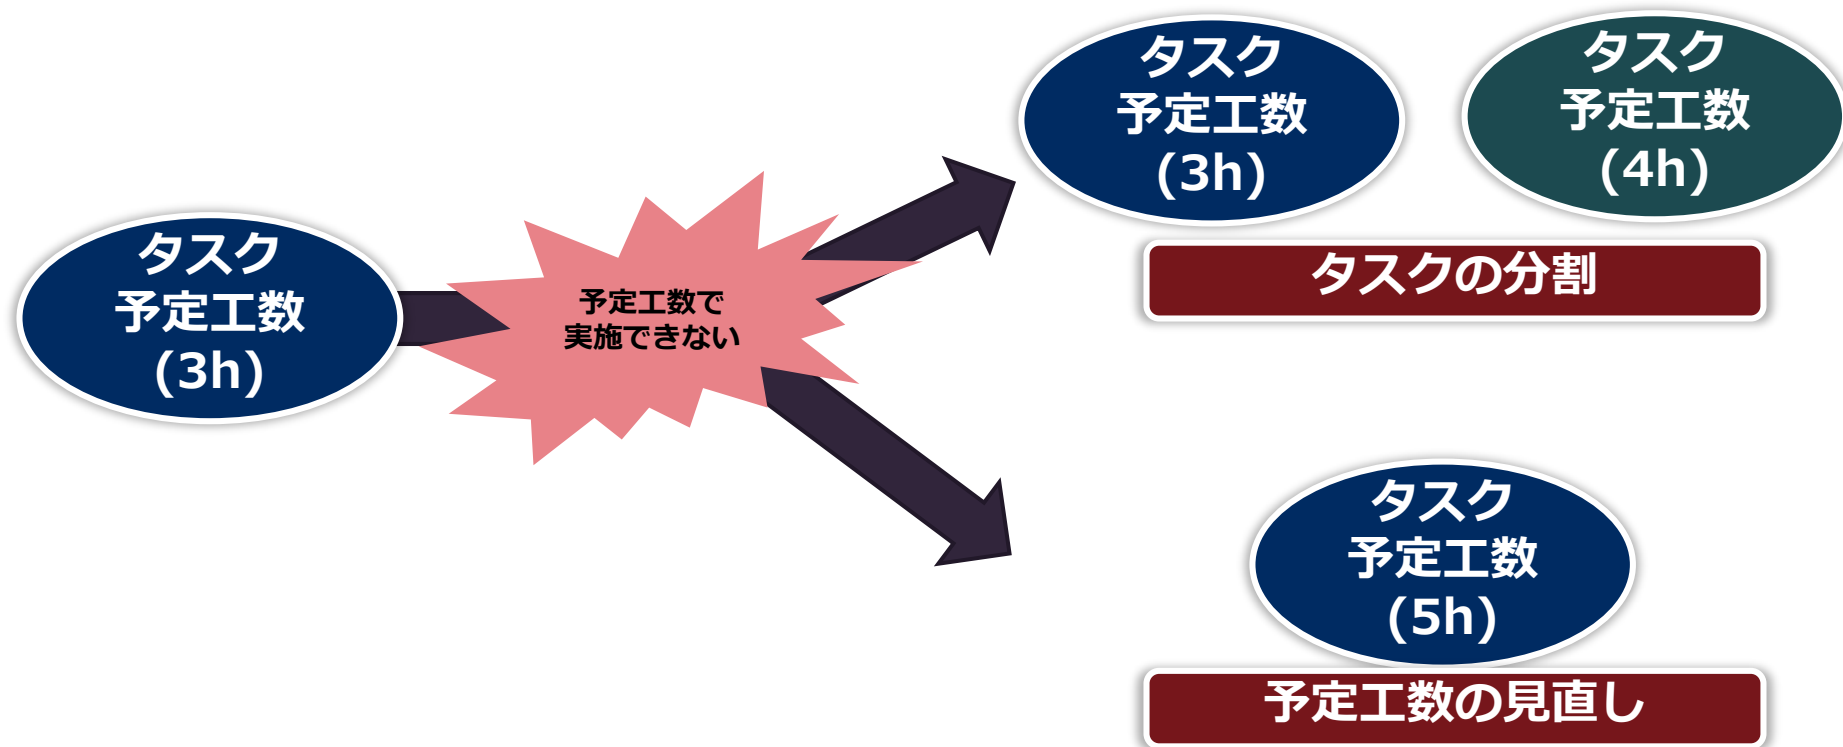 タスク
予定工数
(3h)
予定工数で
実施できない
タスク
予定工数
(3h)
タスク
予定工数
(4h)
タスクの分割
タスク
予定工数
(5h)
予定工数の見直し